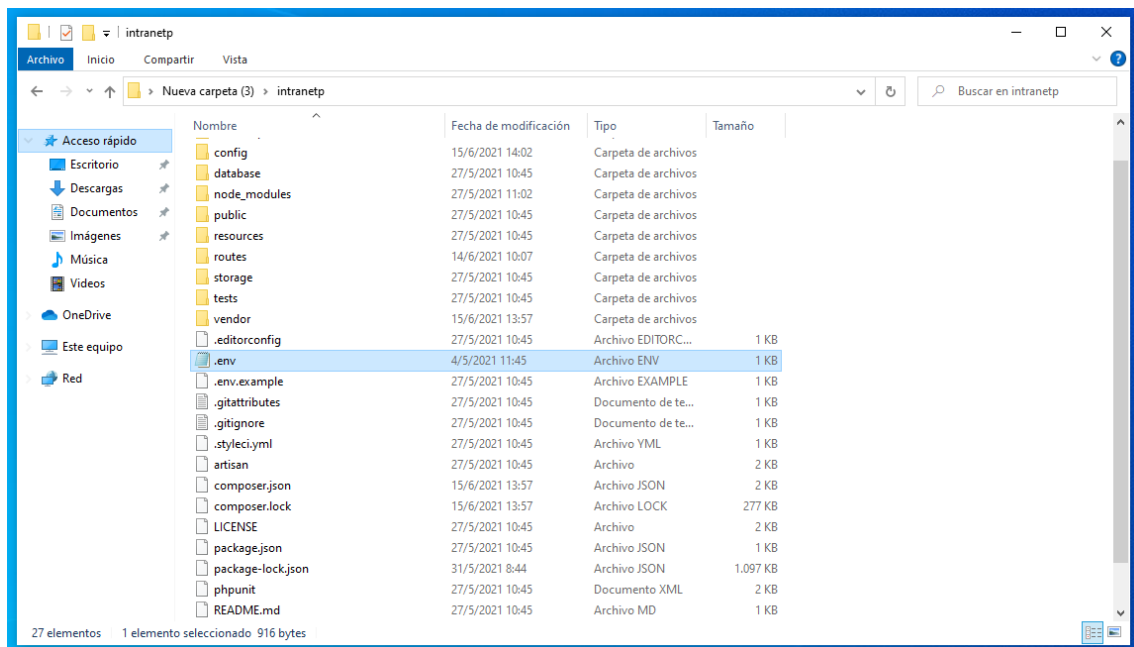 intranetp
Archivo Inicio Compartir Vista
Nueva carpeta (3) > intranetp Buscar en intranetp
Nombre Fecha de modificación Tipo Tamaño
Acceso rápido
Escritorio
Descargas
Documentos
Imágenes
Música
Videos
OneDrive
Este equipo
Red
config 15/6/2021 14:02 Carpeta de archivos
database 27/5/2021 10:45 Carpeta de archivos
node_modules 27/5/2021 11:02 Carpeta de archivos
public 27/5/2021 10:45 Carpeta de archivos
resources 27/5/2021 10:45 Carpeta de archivos
routes 14/6/2021 10:07 Carpeta de archivos
storage 27/5/2021 10:45 Carpeta de archivos
tests 27/5/2021 10:45 Carpeta de archivos
vendor 15/6/2021 13:57 Carpeta de archivos
.editorconfig 27/5/2021 10:45 Archivo EDITORC... 1 KB
.env 4/5/2021 11:45 Archivo ENV 1 KB
.env.example 27/5/2021 10:45 Archivo EXAMPLE 1 KB
.gitattributes 27/5/2021 10:45 Documento de te... 1 KB
.gitignore 27/5/2021 10:45 Documento de te... 1 KB
.styleci.yml 27/5/2021 10:45 Archivo YML 1 KB
artisan 27/5/2021 10:45 Archivo 2 KB
composer.json 15/6/2021 13:57 Archivo JSON 2 KB
composer.lock 15/6/2021 13:57 Archivo LOCK 277 KB
LICENSE 27/5/2021 10:45 Archivo 2 KB
package.json 27/5/2021 10:45 Archivo JSON 1 KB
package-lock.json 31/5/2021 8:44 Archivo JSON 1.097 KB
phpunit 27/5/2021 10:45 Documento XML 2 KB
README.md 27/5/2021 10:45 Archivo MD 1 KB
27 elementos 1 elemento seleccionado 916 bytes